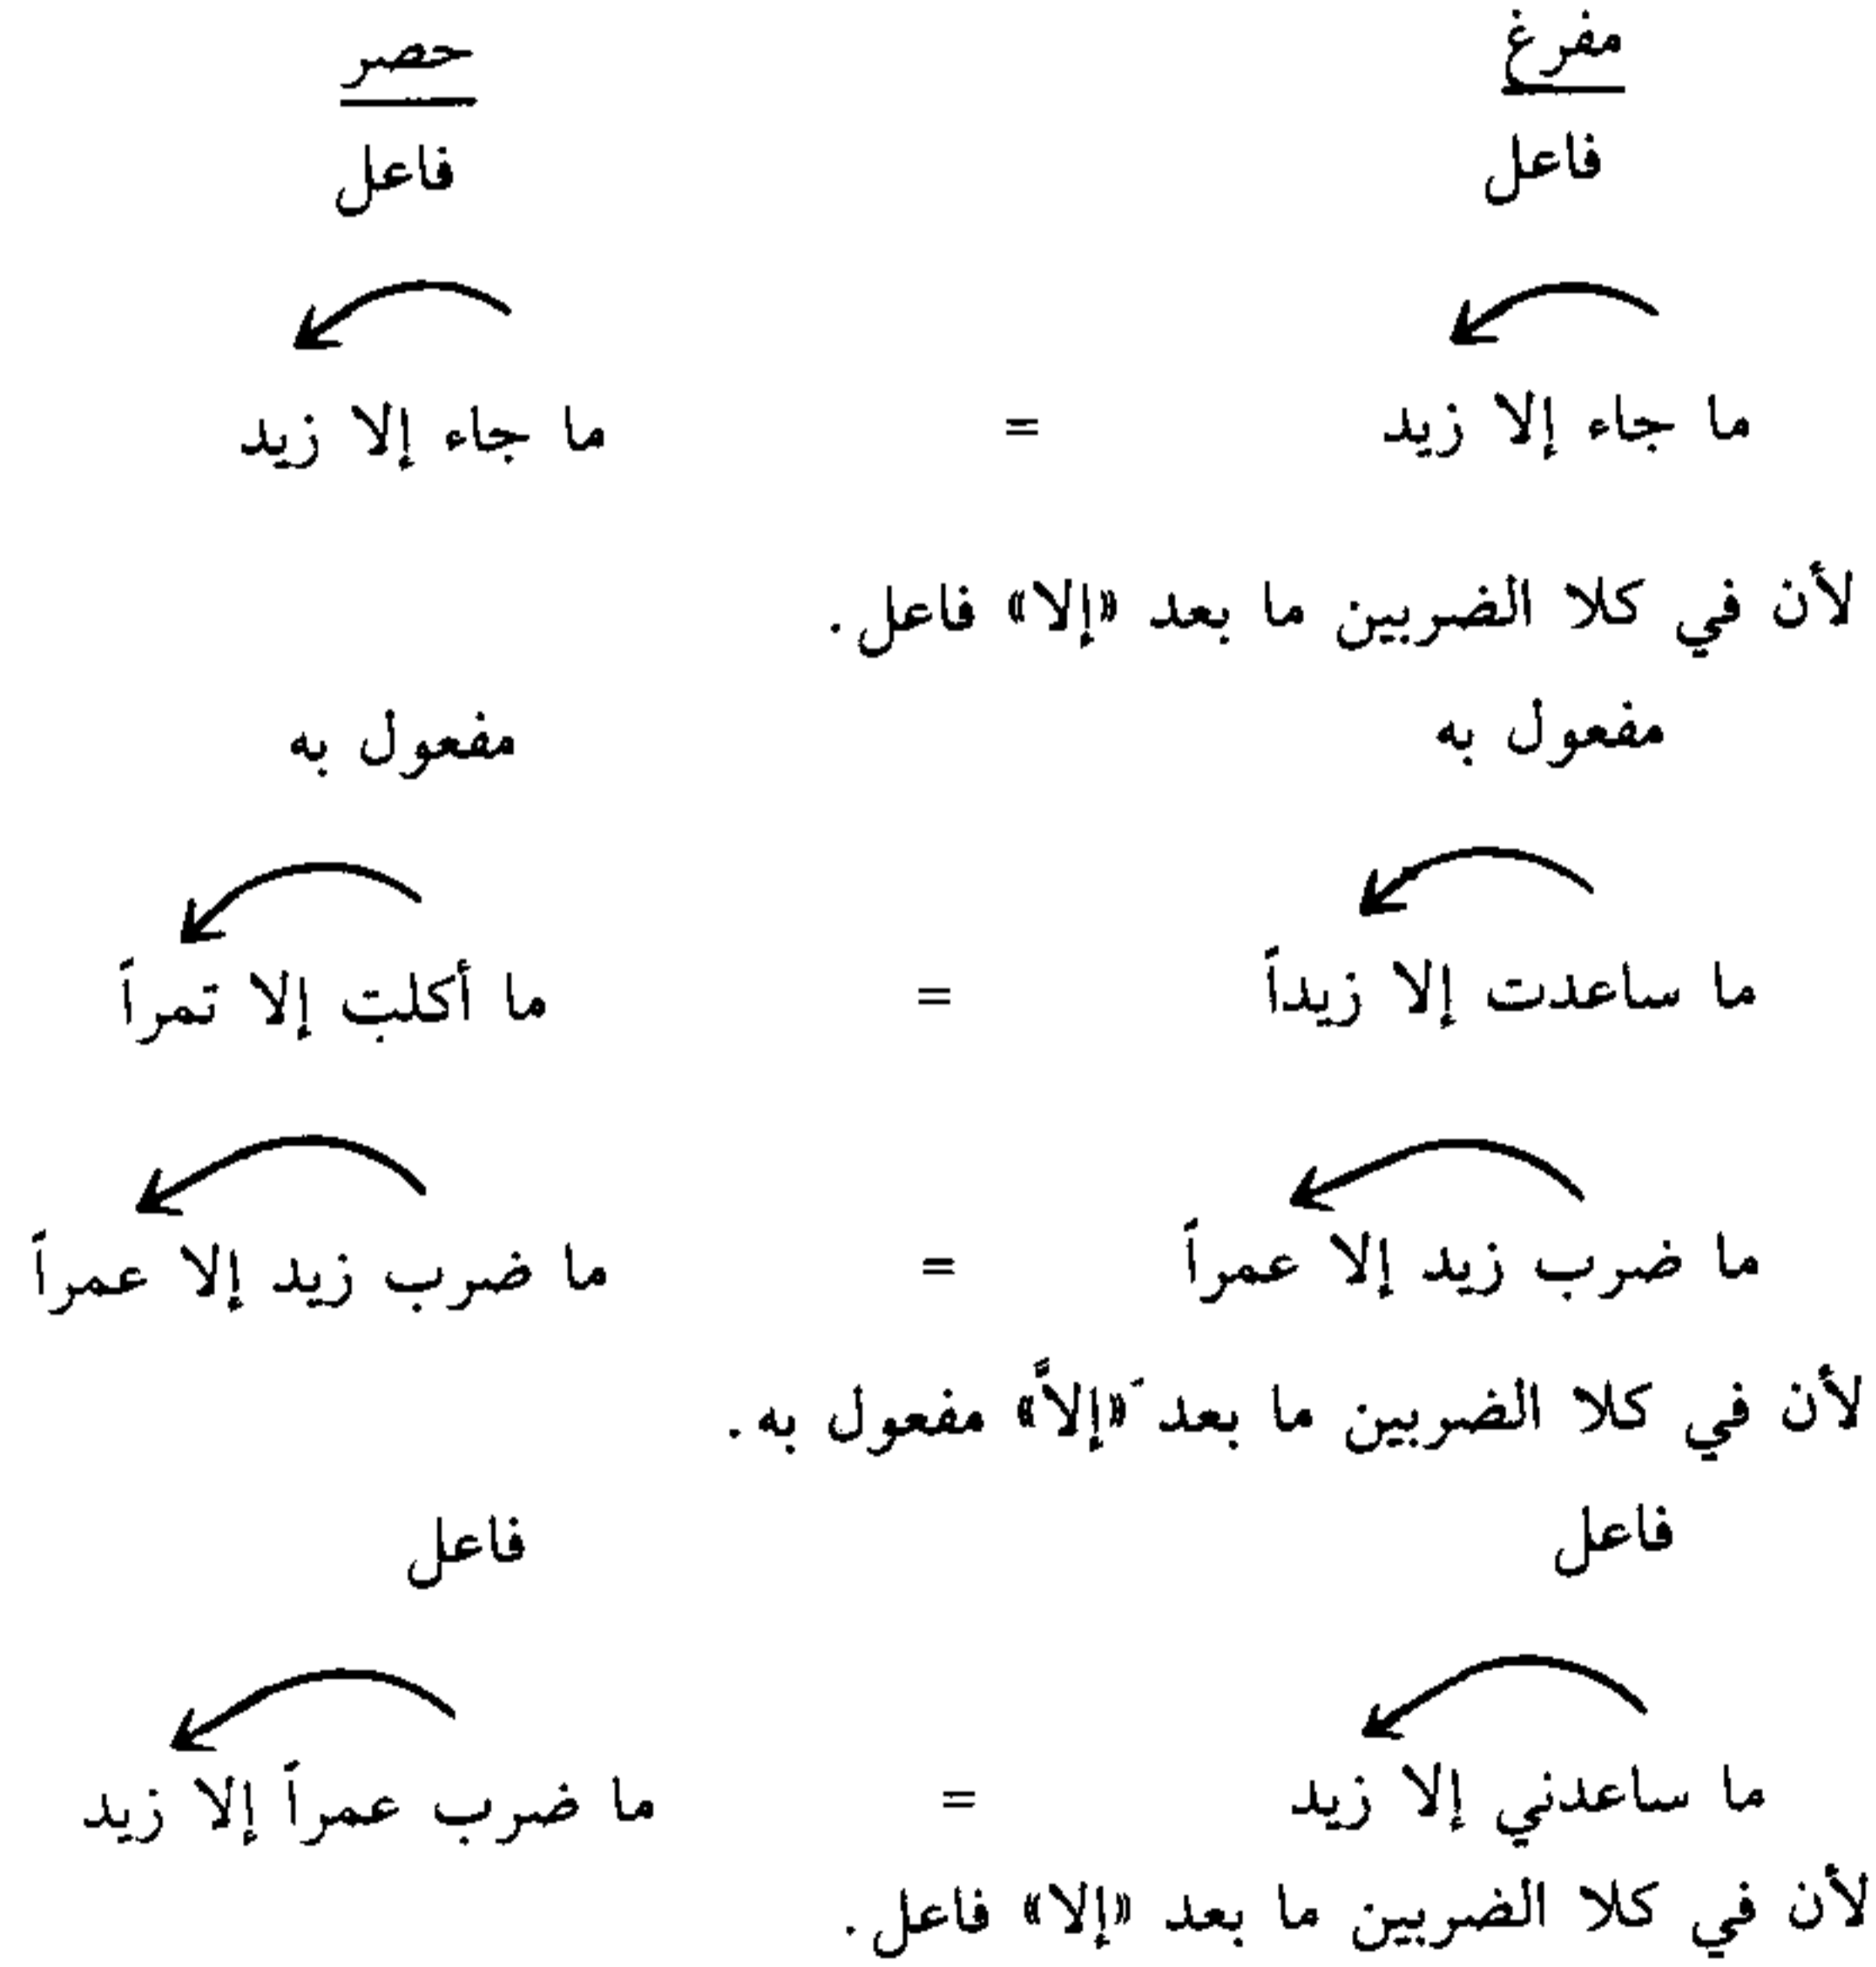 مفرغ حصر
فاعل فاعل
ما جاء إلا زيد = ما جاء إلا زيد
لأن في كلا الضربين ما بعد «إلا» فاعل.
مفعول به مفعول به
ما ساعدت إلا زيداً = ما أكلت إلا تمراً
ما ضرب زيد إلا عمراً = ما ضرب زيد إلا عمراً
لأن في كلا الضربين ما بعد «إلاً» مفعول به.
فاعل فاعل
ما ساعدني إلا زيد = ما ضرب عمراً إلا زيد
لأن في كلا الضربين ما بعد «إلا» فاعل.